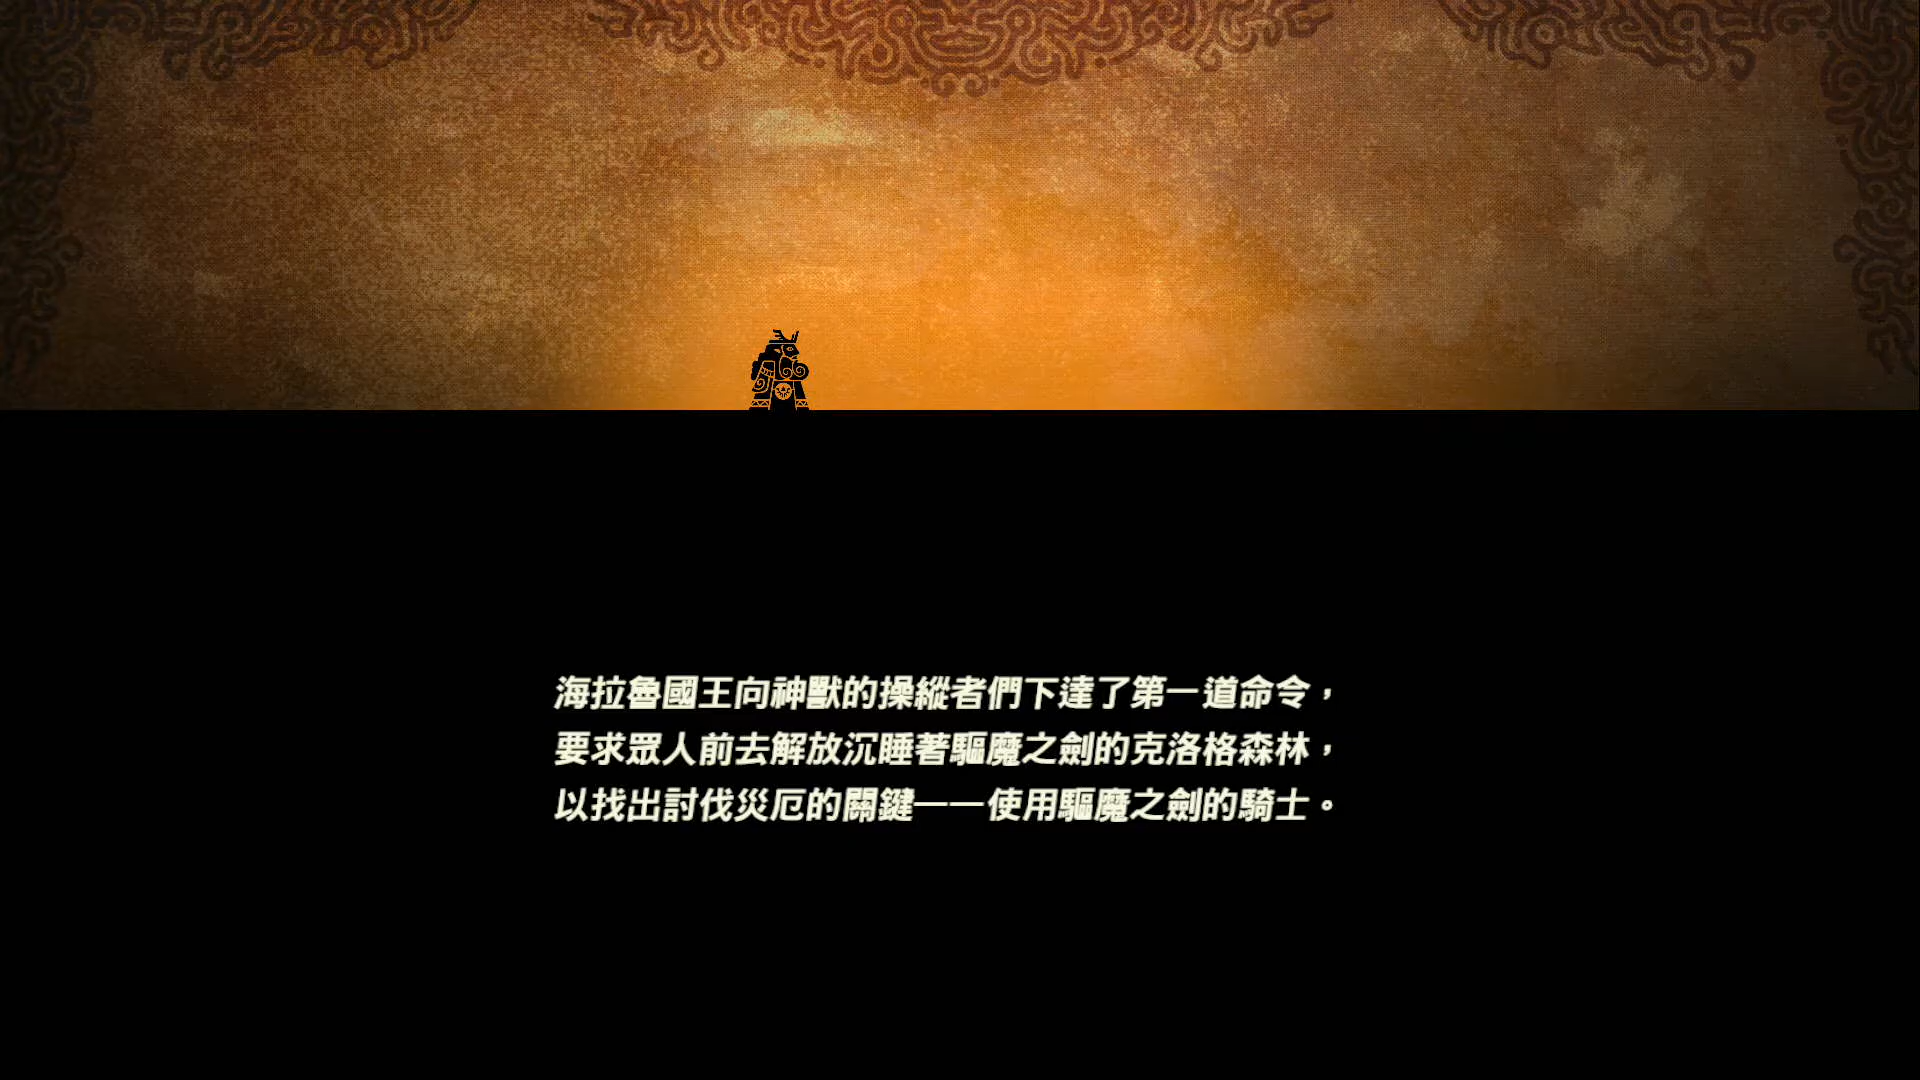 海拉魯國王向神獸的操縱者們下達了第一道命令，
要求眾人前去解放沉睡著驅魔之劍的克洛格森林，
以找出討伐災厄的關鍵——使用驅魔之劍的騎士。